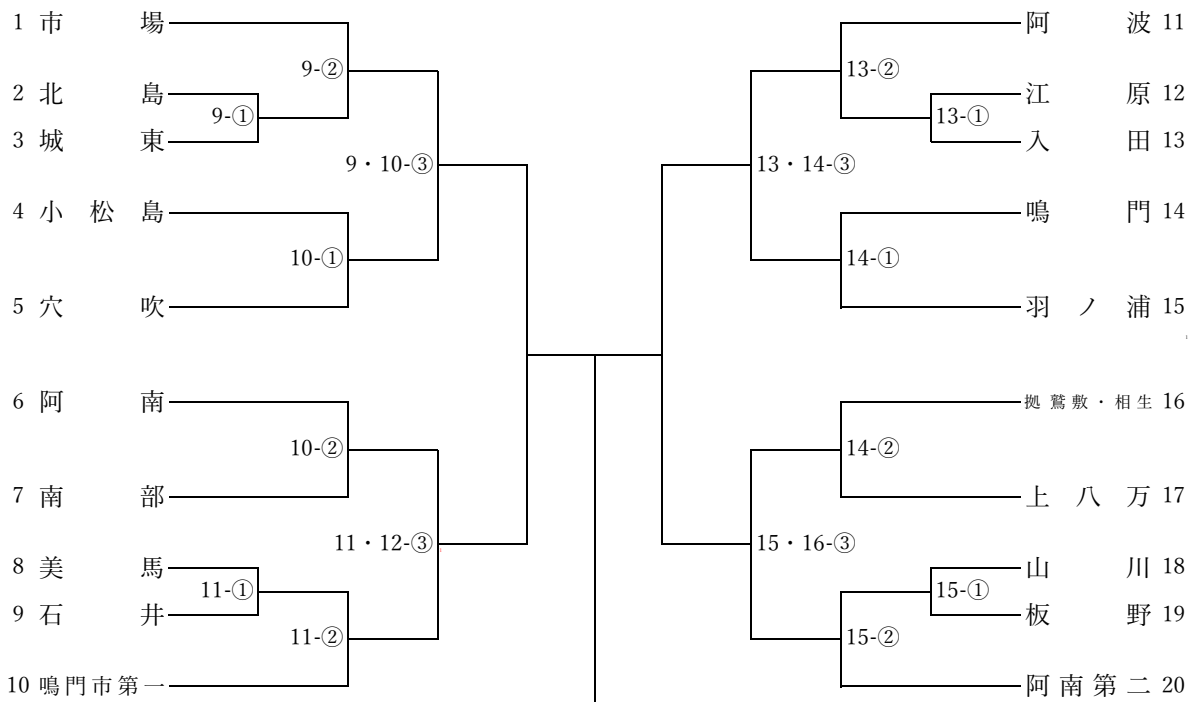 1 市場
9-②
2 北島
9-①
3 城東
9・10-③
4 小松島
10-①
5 穴吹
6 阿南
10-②
7 南部
11・12-③
8 美馬
11-①
9 石井
11-②
10 鳴門市第一
阿波 11
13-②
江原 12
13-①
入田 13
13・14-③
鳴門 14
14-①
羽ノ浦 15
拠鷲敷・相生 16
14-②
上八万 17
15・16-③
山川 18
15-①
板野 19
15-②
阿南第二 20